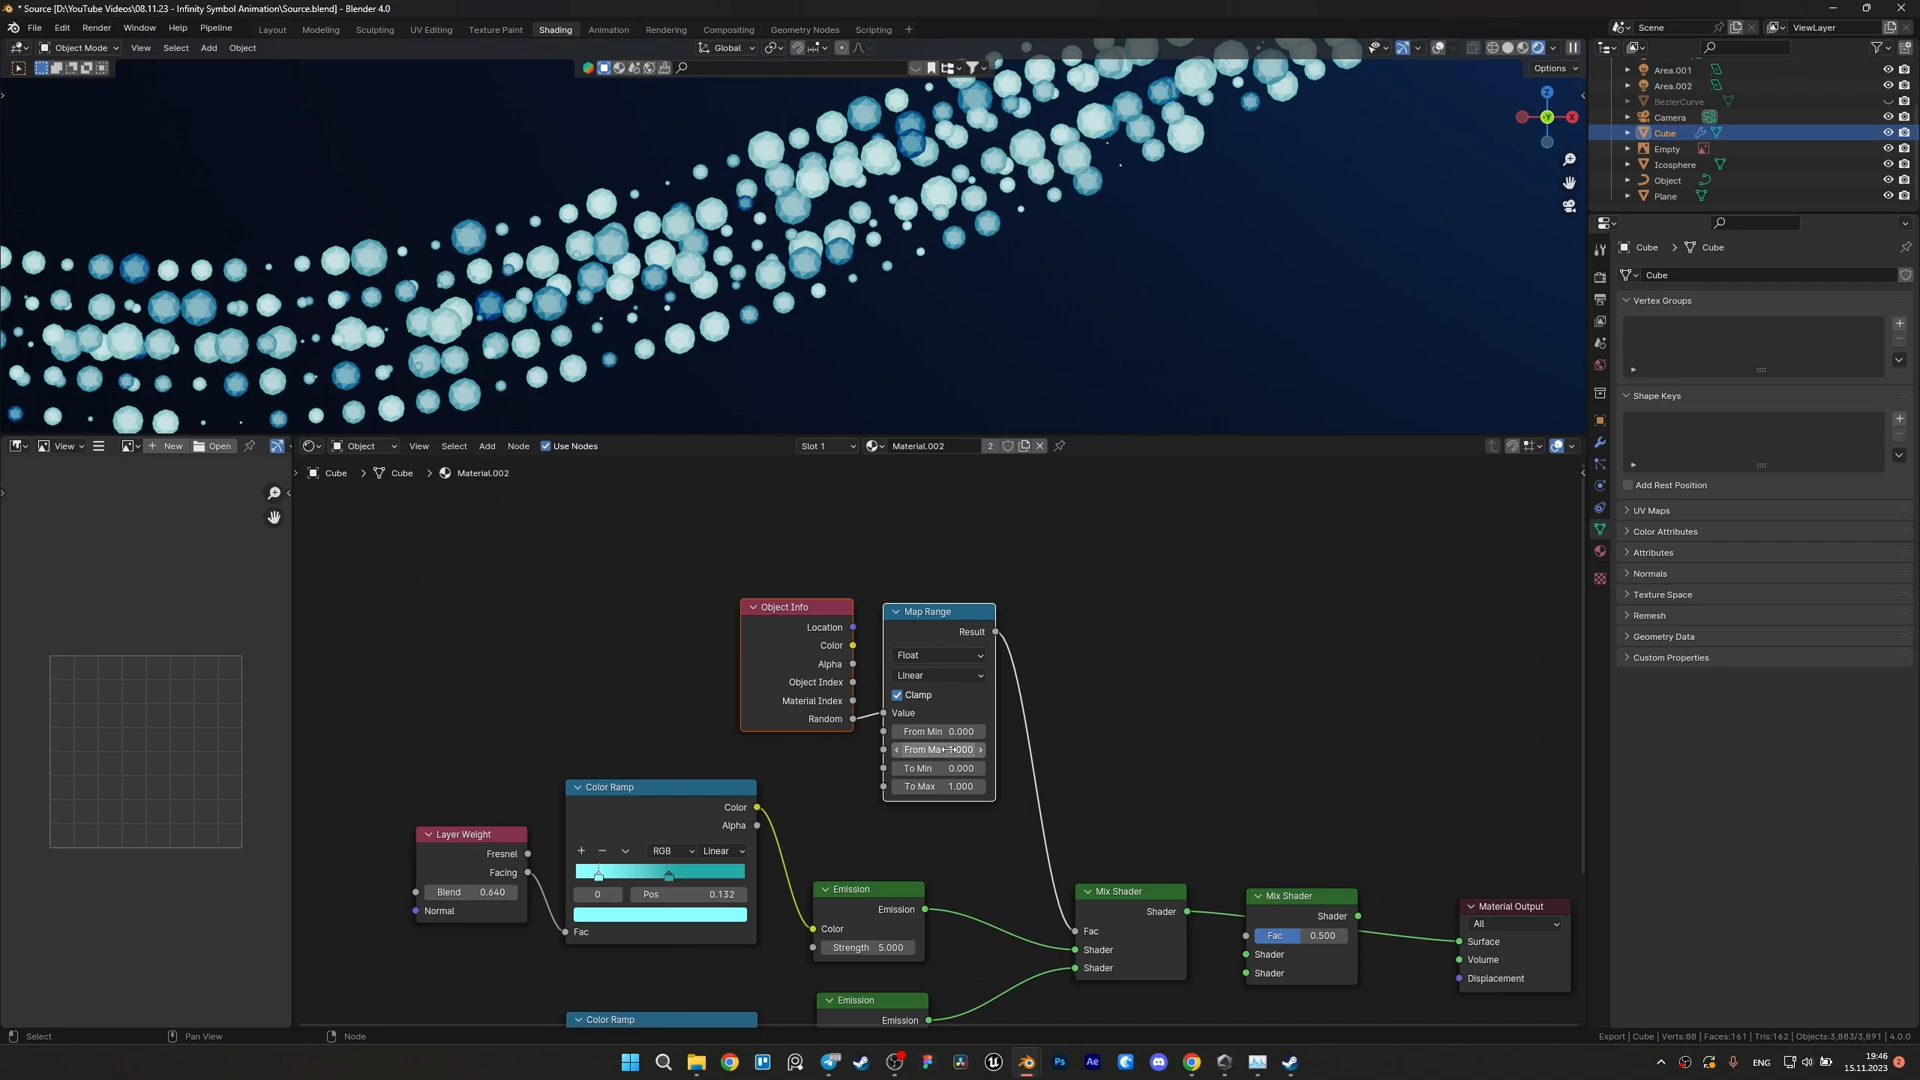 * Source [D:\YouTube Videos\08.11.23 - Infinity Symbol Animation\Source.blend] - Blender 4.0
File Edit Render Window Help Pipeline
Layout Modeling Sculpting UV Editing Texture Paint Shading Animation Rendering Compositing Geometry Nodes Scripting +
Scene
ViewLayer
Object Mode View Select Add Object
Global
Options
Z
-Y
X
Area.001
Area.002
BezierCurve
Camera
Cube
Empty
Icosphere
Object
Plane
Cube > Cube
Cube
Vertex Groups
Shape Keys
Add Rest Position
UV Maps
Color Attributes
Attributes
Normals
Texture Space
Remesh
Geometry Data
Custom Properties
View
New
Open
Object View Select Add Node Use Nodes
Slot 1
Material.002 2
Cube > Cube > Material.002
Object Info
Location
Color
Alpha
Object Index
Material Index
Random
Map Range
Result
Float
Linear
Clamp
Value
From Min 0.000
From Ma
To Min 0.000
To Max 1.000
Color Ramp
Color
Alpha
RGB Linear
0 Pos 0.132
Fac
Layer Weight
Fresnel
Facing
Blend 0.640
Normal
Emission
Emission
Color
Strength 5.000
Mix Shader
Shader
Fac
Shader
Shader
Mix Shader
Shader
Fac 0.500
Shader
Shader
Material Output
All
Surface
Volume
Displacement
Color Ramp
Emission
Emission
Select Pan View Node
Export | Cube | Verts:88 | Faces:161 | Tris:162 | Objects:3,883/3,891 | 4.0.0
ENG
19:46
15.11.2023
2